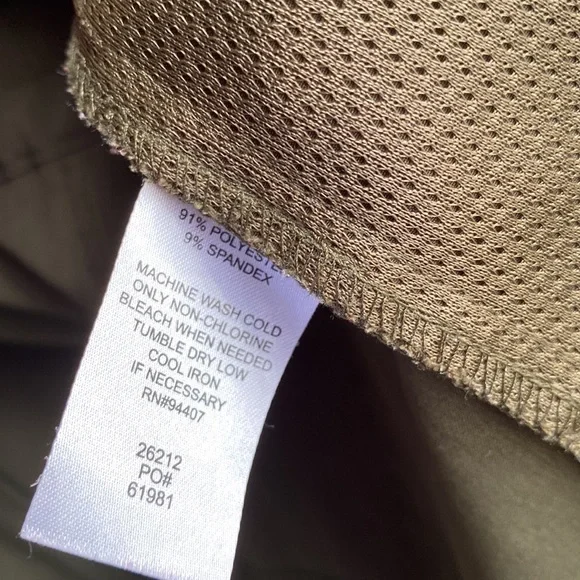 91% POLYESTER
9% SPANDEX
MACHINE WASH COLD
ONLY NON-CHLORINE
BLEACH WHEN NEEDED
TUMBLE DRY LOW
COOL IRON
IF NECESSARY
RN#94407
26212
PO#
61981